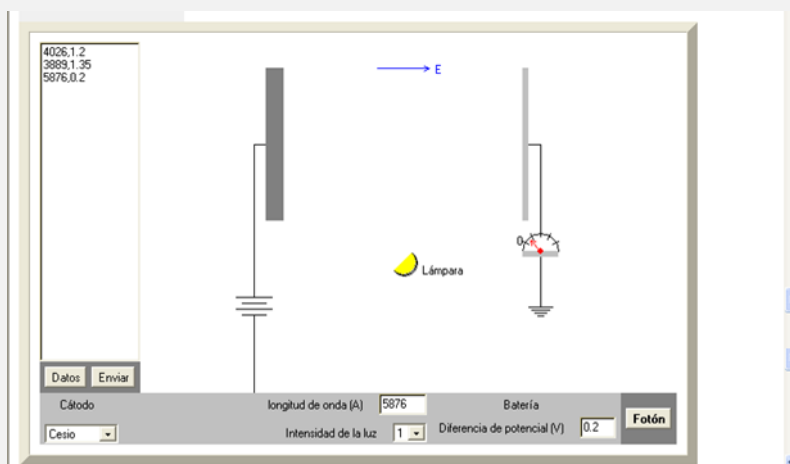 4026,1.2
3889,1.35
5876,0.2
E
0
Lámpara
Datos Enviar
Cátodo longitud de onda (A) 5876 Batería
Cesio Intensidad de la luz 1 Diferencia de potencial (V) 0.2 Fotón